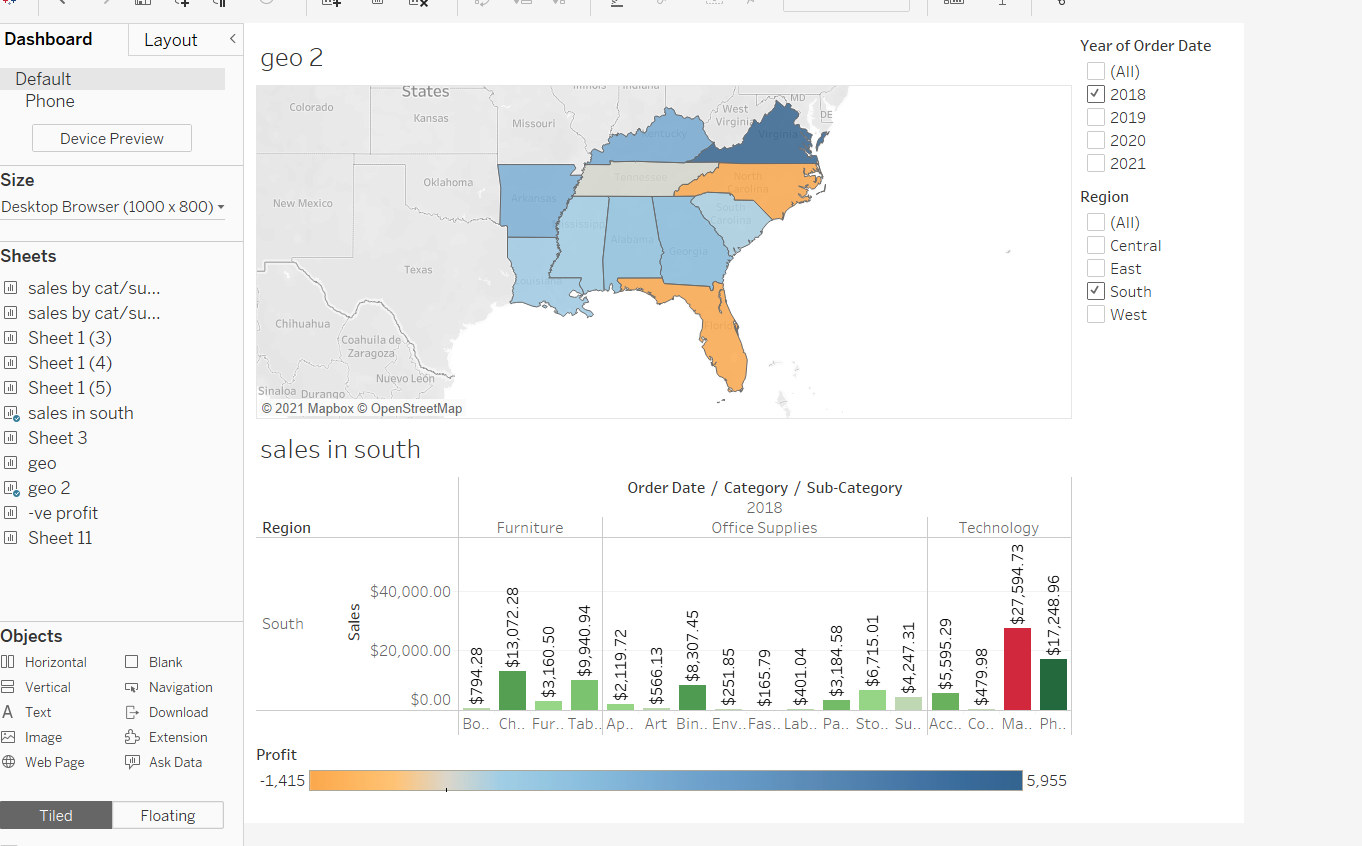 Dashboard
Layout
Default
Phone
Device Preview
Size
Desktop Browser (1000 x 800)
Sheets
sales by cat/su...
sales by cat/su...
Sheet 1 (3)
Sheet 1 (4)
Sheet 1 (5)
sales in south
Sheet 3
geo
geo 2
-ve profit
Sheet 11
Objects
Horizontal
Blank
Vertical
Navigation
Text
Download
Image
Extension
Web Page
Ask Data
Tiled
Floating
geo 2
States
Illinois
Indiana
MD
Colorado
Kansas
Missouri
West
Virginia
DE
Kentucky
Virginia
Oklahoma
Tennessee
North
Carolina
New Mexico
Arkansas
South
Carolina
Mississippi
Alabama
Georgia
Texas
Louisiana
Chihuahua
Florida
Coahuila de
Zaragoza
Nuevo León
Sinaloa
Durango
© 2021 Mapbox © OpenStreetMap
Year of Order Date
(All)
2018
2019
2020
2021
Region
(All)
Central
East
South
West
sales in south
Order Date / Category / Sub-Category
2018
Region
Furniture
Office Supplies
Technology
South
Sales
$40,000.00
$20,000.00
$0.00
$794.28
$13,072.28
$3,160.50
$9,940.94
$2,119.72
$566.13
$8,307.45
$251.85
$165.79
$401.04
$3,184.58
$6,715.01
$4,247.31
$5,595.29
$479.98
$27,594.73
$17,248.96
Bo.. Ch.. Fur.. Tab.. Ap.. Art Bin.. Env.. Fas.. Lab.. Pa.. Sto.. Su.. Acc.. Co.. Ma.. Ph..
Profit
-1,415
5,955